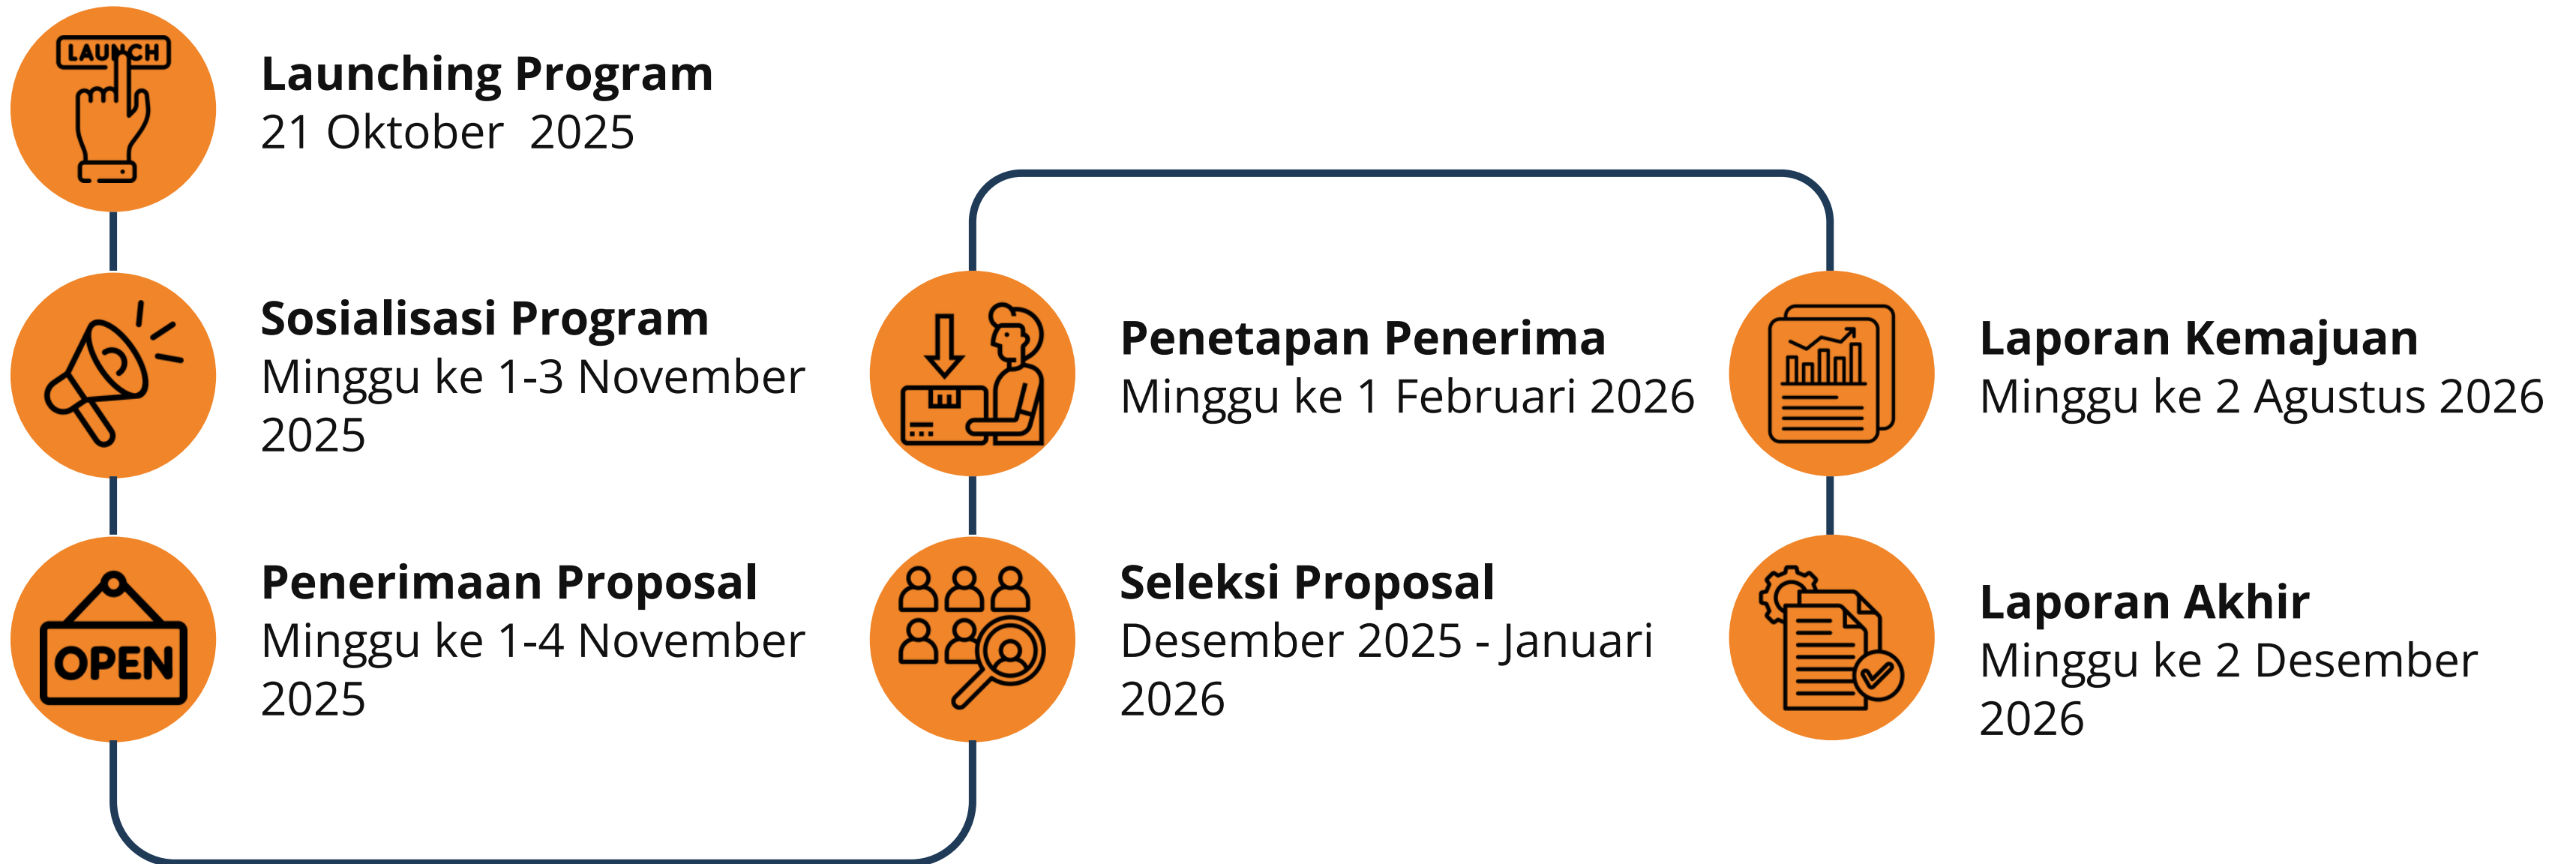 LAUNCH
Launching Program
21 Oktober 2025
Sosialisasi Program
Minggu ke 1-3 November
2025
OPEN
Penerimaan Proposal
Minggu ke 1-4 November
2025
Seleksi Proposal
Desember 2025 - Januari
2026
Penetapan Penerima
Minggu ke 1 Februari 2026
Laporan Kemajuan
Minggu ke 2 Agustus 2026
Laporan Akhir
Minggu ke 2 Desember
2026